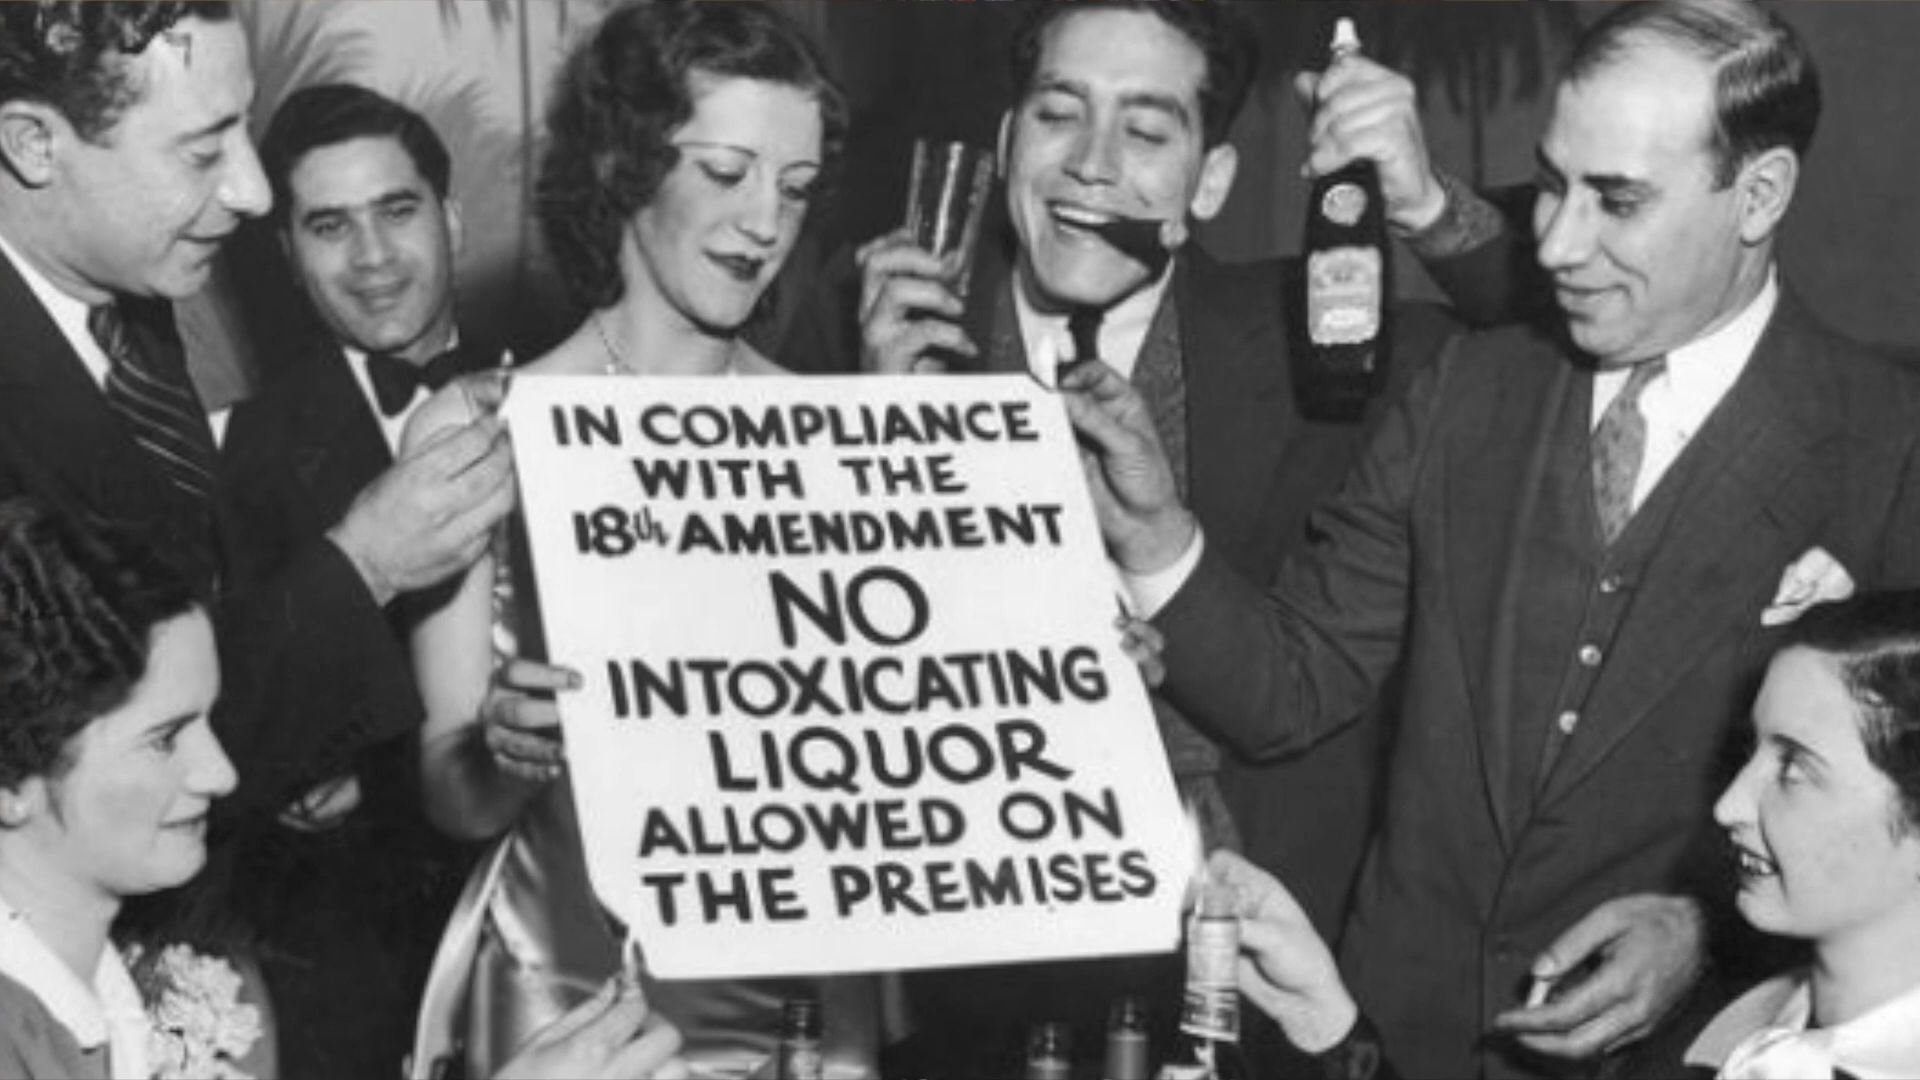 IN COMPLIANCE
WITH THE
18th AMENDMENT
NO
INTOXICATING
LIQUOR
ALLOWED ON
THE PREMISES